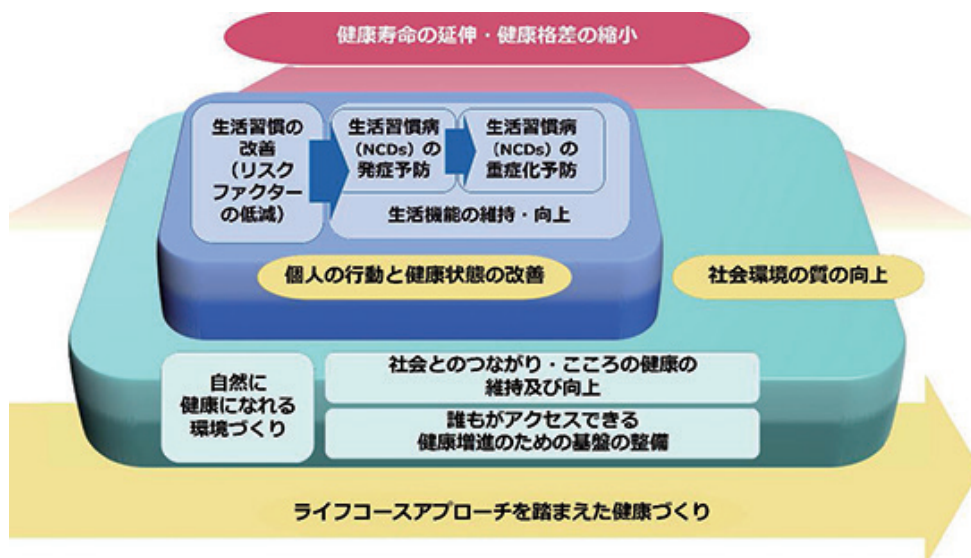 健康寿命の延伸・健康格差の縮小
生活習慣の
改善
（リスク
ファクター
の低減）
生活習慣病
（NCDs）の
発症予防
生活習慣病
（NCDs）の
重症化予防
生活機能の維持・向上
個人の行動と健康状態の改善
社会環境の質の向上
自然に
健康になれる
環境づくり
社会とのつながり・こころの健康の
維持及び向上
誰もがアクセスできる
健康増進のための基盤の整備
ライフコースアプローチを踏まえた健康づくり